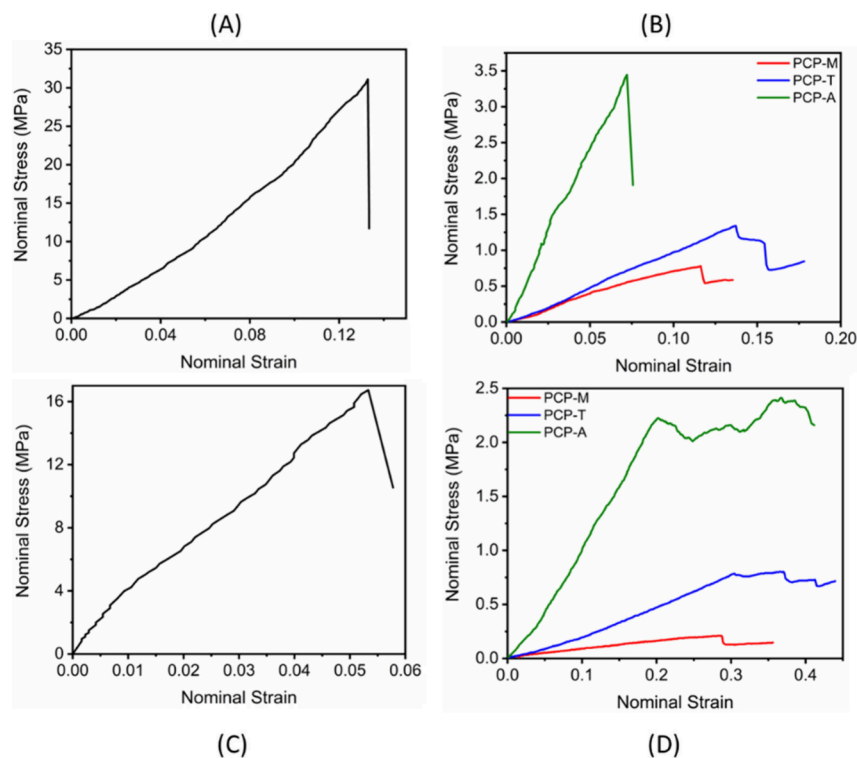 (A)
35
30
25
20
15
10
5
0
0.00
0.04
0.08
0.12
Nominal Stress (MPa)
Nominal Strain
(B)
3.5
3.0
2.5
2.0
1.5
1.0
0.5
0.0
0.00
0.05
0.10
0.15
0.20
PCP-M
PCP-T
PCP-A
Nominal Stress (MPa)
Nominal Strain
16
12
8
4
0
0.00
0.01
0.02
0.03
0.04
0.05
0.06
Nominal Stress (MPa)
Nominal Strain
(C)
2.5
2.0
1.5
1.0
0.5
0.0
0.0
0.1
0.2
0.3
0.4
PCP-M
PCP-T
PCP-A
Nominal Stress (MPa)
Nominal Strain
(D)